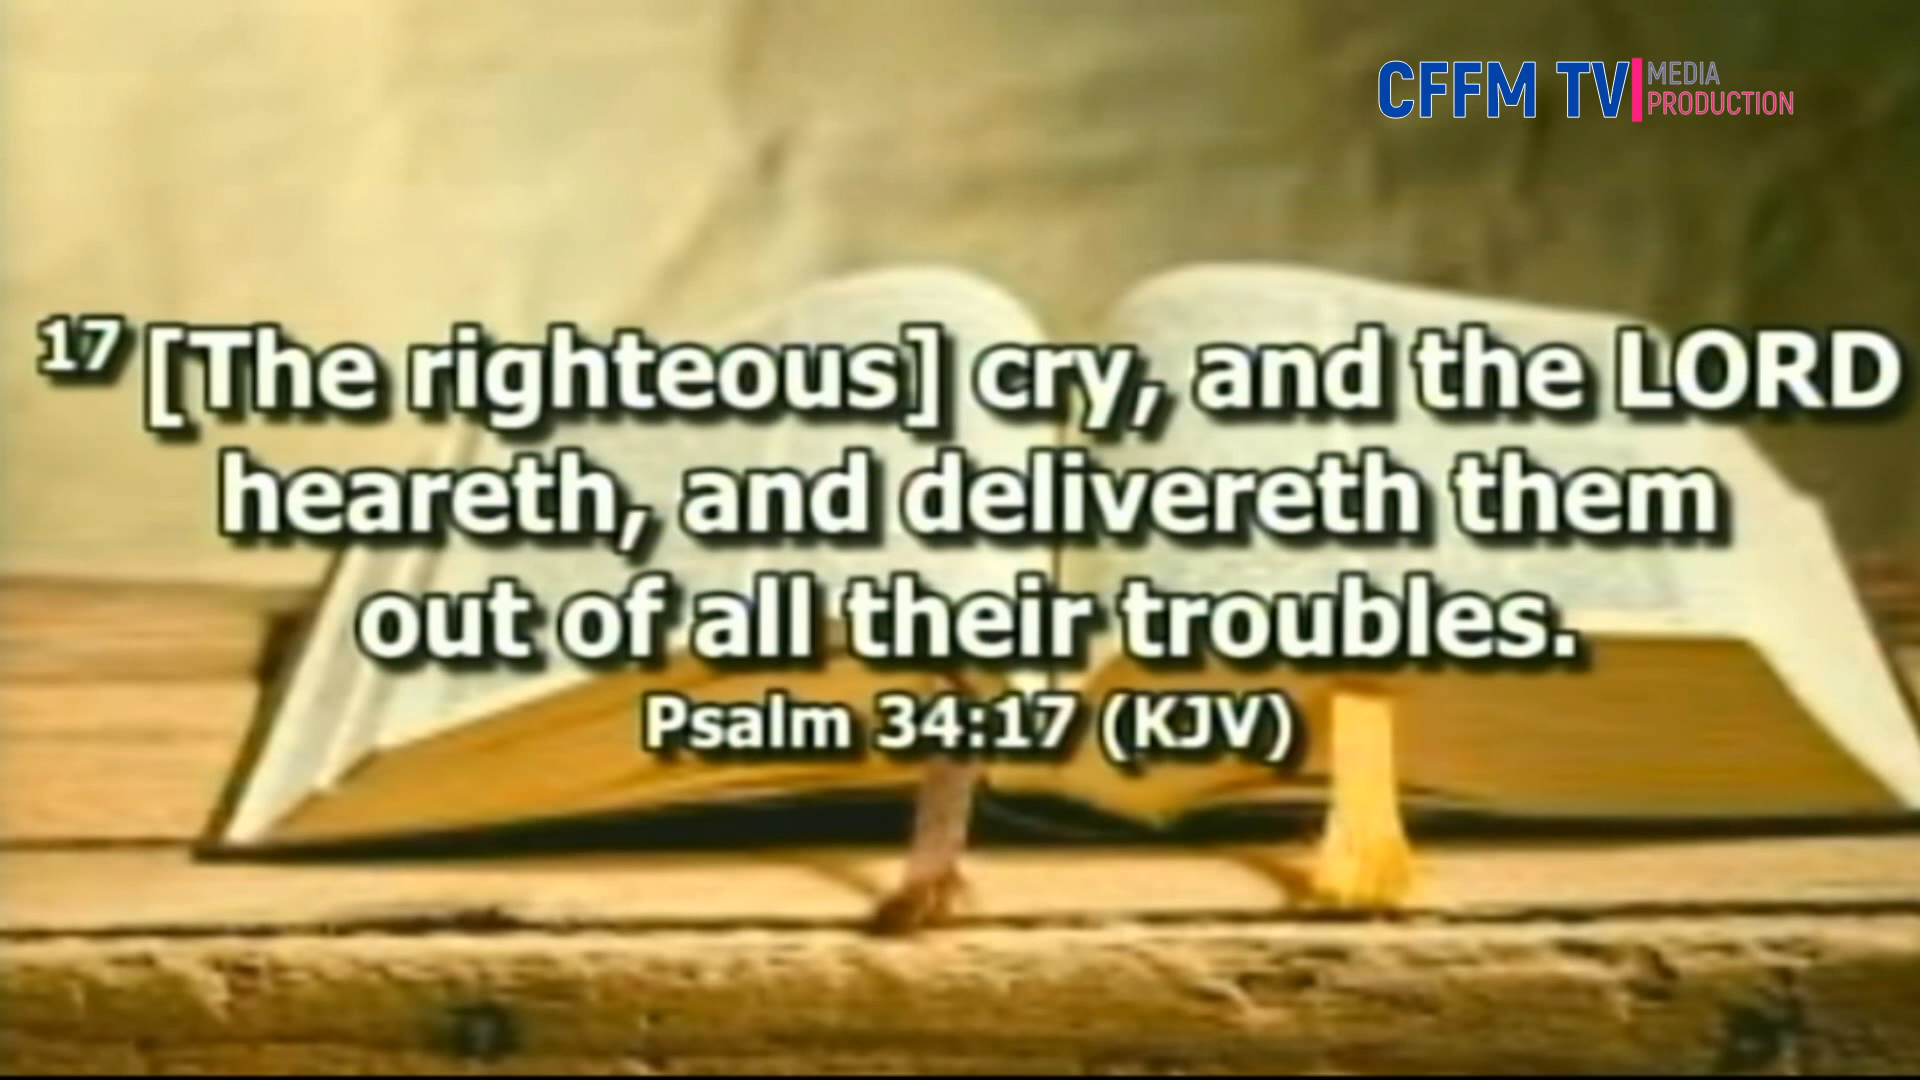 CFFM TV MEDIA
PRODUCTION
17 [The righteous] cry, and the LORD
heareth, and delivereth them
out of all their troubles.
Psalm 34:17 (KJV)